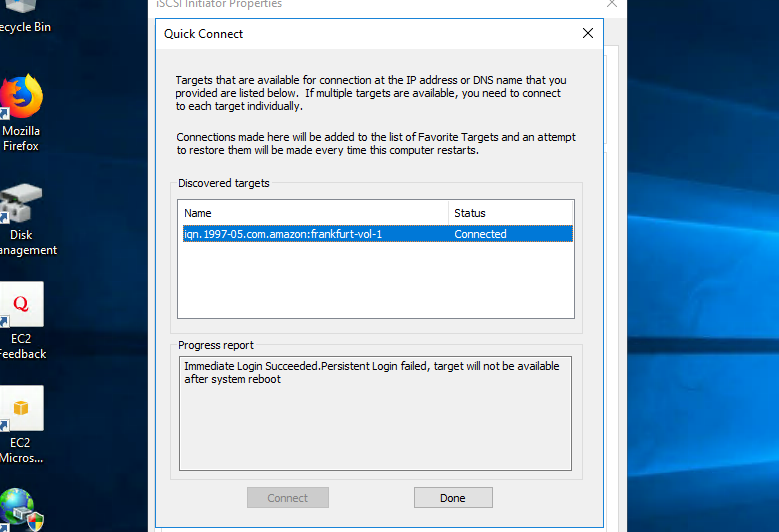 iSCSI Initiator Properties
ecycle Bin
Quick Connect
Targets that are available for connection at the IP address or DNS name that you
provided are listed below.  If multiple targets are available, you need to connect
to each target individually.
Mozilla
Firefox
Connections made here will be added to the list of Favorite Targets and an attempt
to restore them will be made every time this computer restarts.
Discovered targets
Name Status
iqn.1997-05.com.amazon:frankfurt-vol-1 Connected
Disk
anagement
Q
EC2
Feedback
Progress report
Immediate Login Succeeded.Persistent Login failed, target will not be available
after system reboot
EC2
Micros...
Connect Done